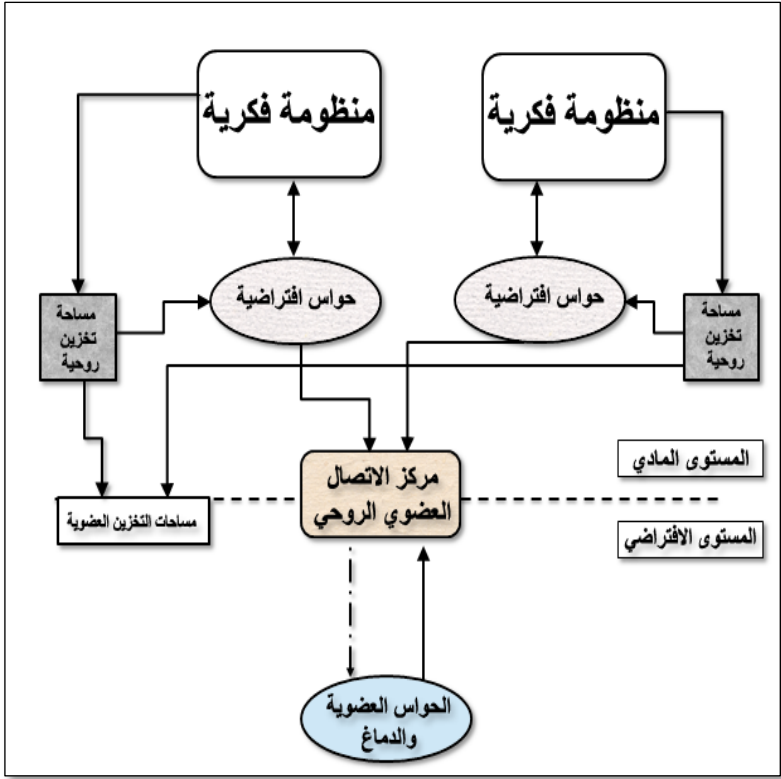 منظومة فكرية
منظومة فكرية
حواس افتراضية
حواس افتراضية
مساحة
تخزين
روحية
مساحة
تخزين
روحية
المستوى المادي
مركز الاتصال
العضوي الروحي
مساحات التخزين العضوية
المستوى الافتراضي
الحواس العضوية
والدماغ